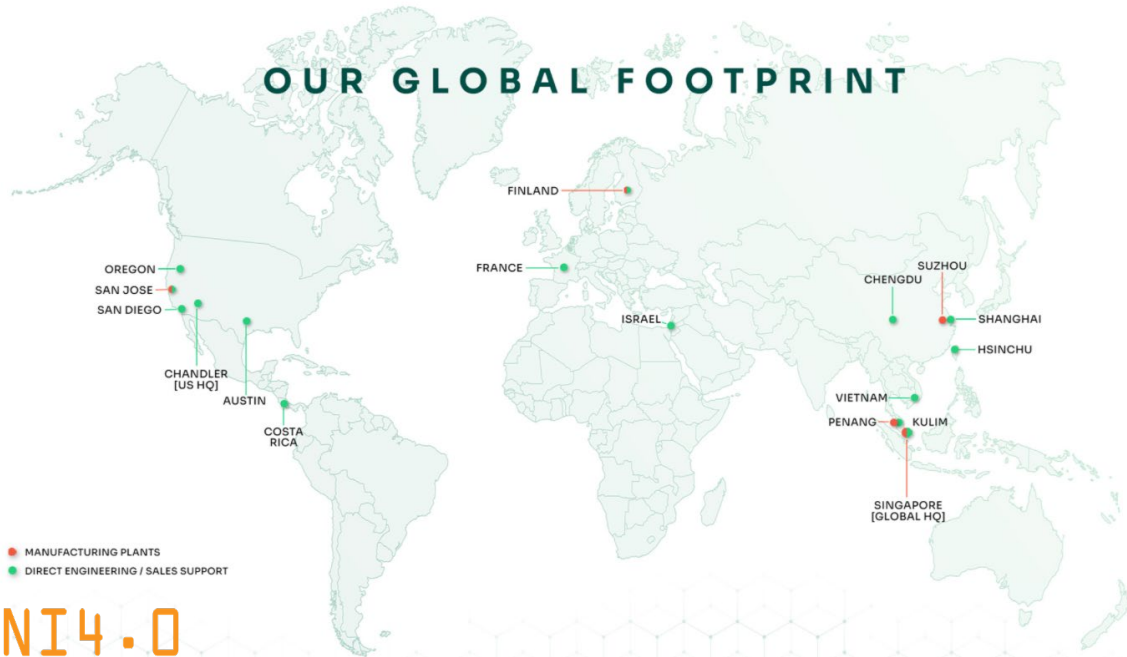 OUR GLOBAL FOOTPRINT
FINLAND
FRANCE
ISRAEL
OREGON
SAN JOSE
SAN DIEGO
CHANDLER
[US HQ]
AUSTIN
COSTA
RICA
SUZHOU
CHENGDU
SHANGHAI
HSINCHU
VIETNAM
PENANG
KULIM
SINGAPORE
[GLOBAL HQ]
MANUFACTURING PLANTS
DIRECT ENGINEERING / SALES SUPPORT
NI4.0